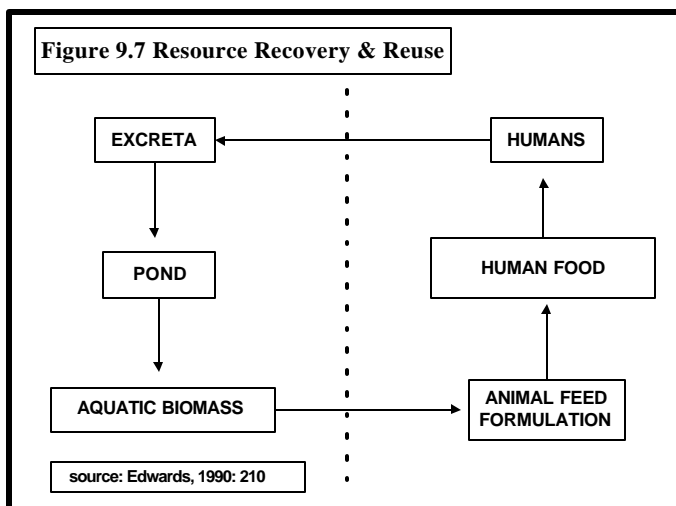 Figure 9.7 Resource Recovery & Reuse
EXCRETA
HUMANS
POND
HUMAN FOOD
AQUATIC BIOMASS
ANIMAL FEED
FORMULATION
source: Edwards, 1990: 210